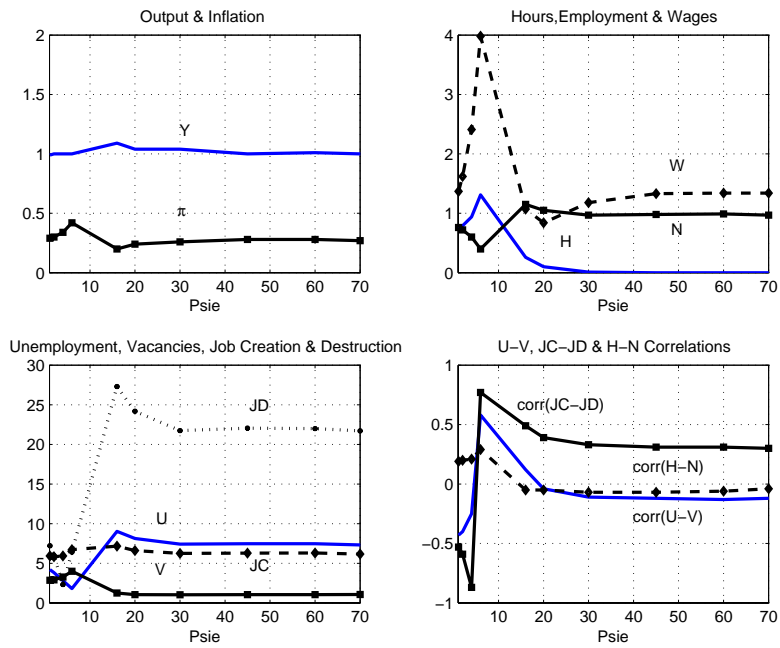 Output & Inflation
2
1.5
1
0.5
0
Y
π
10 20 30 40 50 60 70
Psie
Hours,Employment & Wages
4
3
2
1
0
W
H
N
10 20 30 40 50 60 70
Psie
Unemployment, Vacancies, Job Creation & Destruction
30
25
20
15
10
5
0
JD
U
V
JC
10 20 30 40 50 60 70
Psie
U−V, JC−JD & H−N Correlations
1
0.5
0
−0.5
−1
corr(JC−JD)
corr(H−N)
corr(U−V)
10 20 30 40 50 60 70
Psie